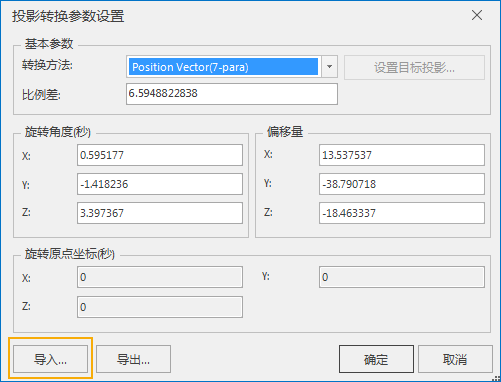 投影转换参数设置
基本参数
转换方法: Position Vector(7-para) 设置目标投影...
比例差: 6.5948822838
旋转角度(秒) 偏移量
X: 0.595177 X: 13.537537
Y: -1.418236 Y: -38.790718
Z: 3.397367 Z: -18.463337
旋转原点坐标(秒)
X: 0 Y: 0
Z: 0
导入... 导出... 确定 取消